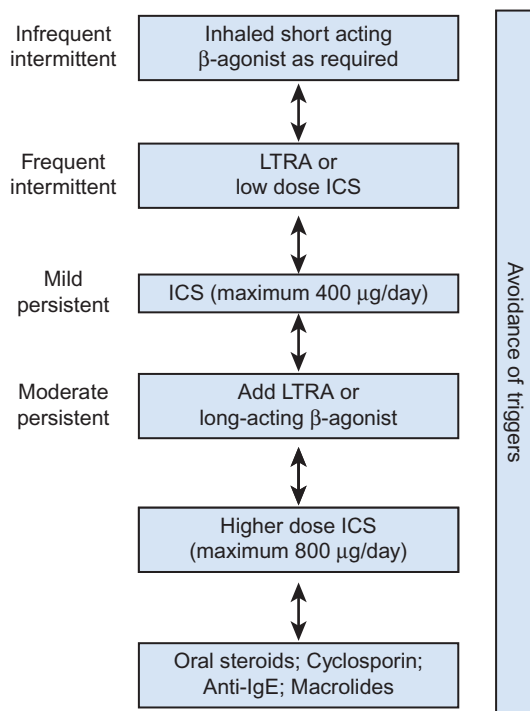 Infrequent
intermittent
Inhaled short acting
β-agonist as required
Frequent
intermittent
LTRA or
low dose ICS
Mild
persistent
ICS (maximum 400 μg/day)
Moderate
persistent
Add LTRA or
long-acting β-agonist
Higher dose ICS
(maximum 800 μg/day)
Oral steroids; Cyclosporin;
Anti-IgE; Macrolides
Avoidance of triggers